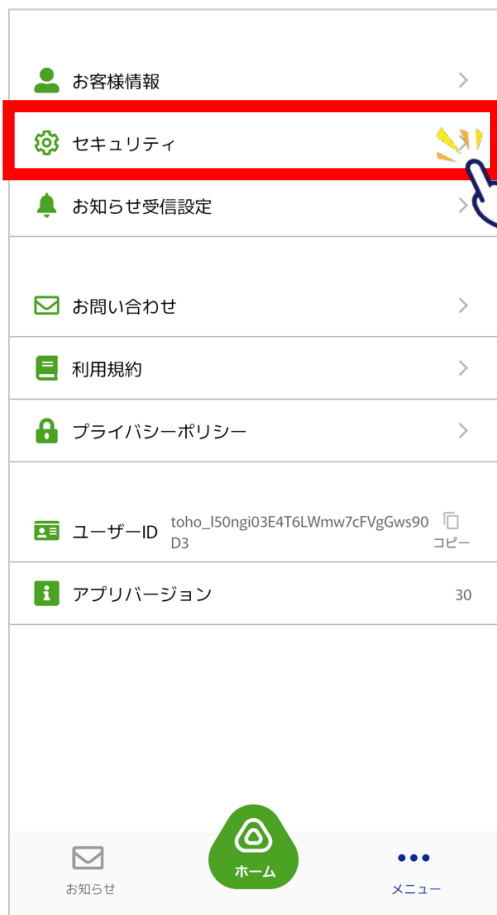 お客様情報
セキュリティ
お知らせ受信設定
お問い合わせ
利用規約
プライバシーポリシー
ユーザーID toho_l50ngi03E4T6LWmw7cFVgGws90
D3 コピー
アプリバージョン 30
お知らせ ホーム メニュー